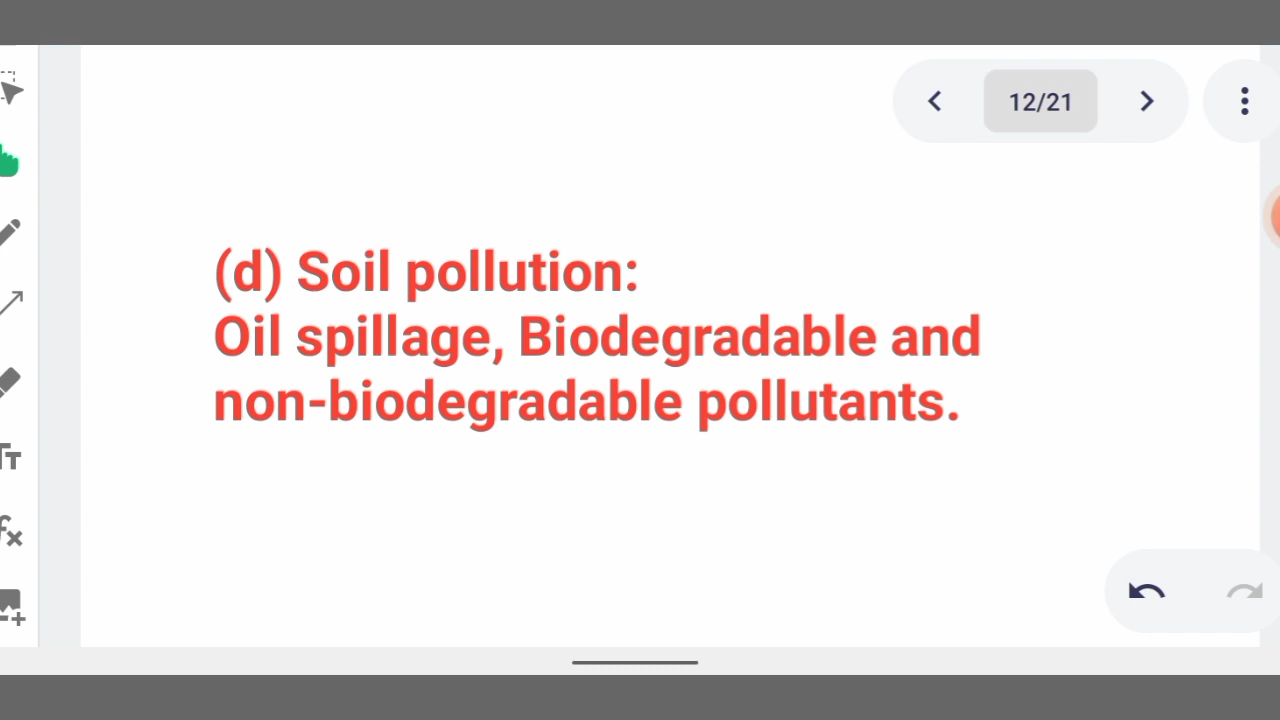 12/21
(d) Soil pollution:
Oil spillage, Biodegradable and
non-biodegradable pollutants.